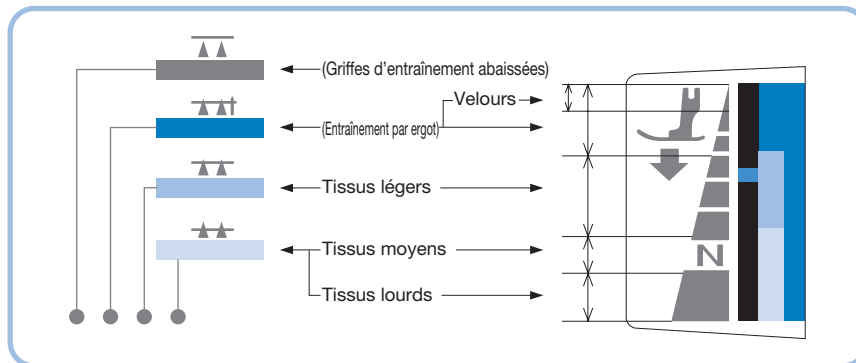 (Griffes d'entraînement abaissées)
Velours
(Entraînement par ergot)
Tissus légers
Tissus moyens
N
Tissus lourds